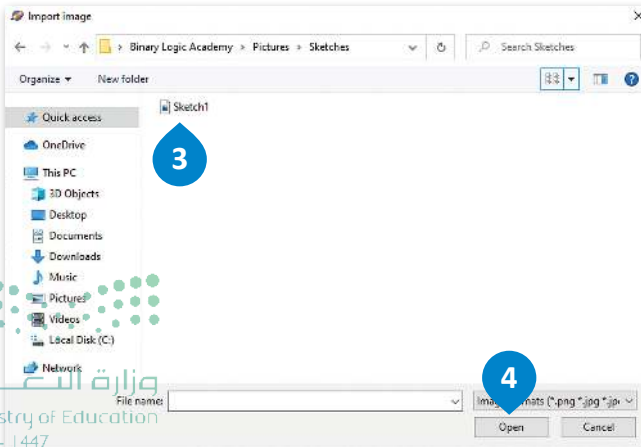 Import image
Binary Logic Academy > Pictures > Sketches
Search Sketches
Organize
New folder
Quick access
Sketch1
3
OneDrive
This PC
3D Objects
Desktop
Documents
Downloads
Music
Pictures
Videos
Local Disk (C:)
Network
وزارة
File name:
4
of Education
Open
Cancel
1447